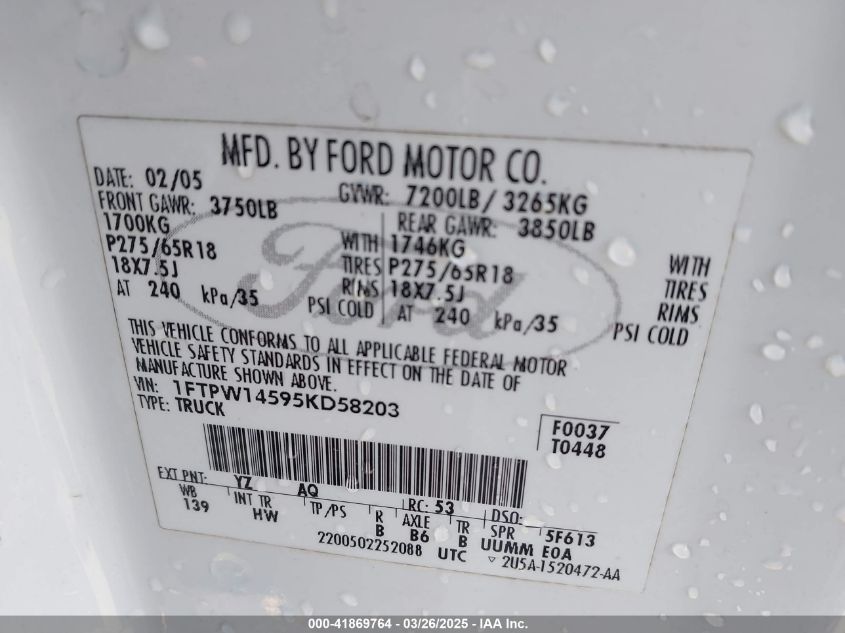 MFD. BY FORD MOTOR CO.
DATE: 02/05 GVWR: 7200LB/ 3265KG
FRONT GAWR: 3750LB REAR GAWR: 3850LB
1700KG WITH 1746KG WITH
P275/65R18 TIRES P275/65R18 TIRES
18X7.5J RIMS 18X7.5J RIMS
AT 240 kPa/35 PSI COLD AT 240 kPa/35 PSI COLD
THIS VEHICLE CONFORMS TO ALL APPLICABLE FEDERAL MOTOR
VEHICLE SAFETY STANDARDS IN EFFECT ON THE DATE OF
MANUFACTURE SHOWN ABOVE.
VIN: 1FTPW14595KD58203
TYPE: TRUCK
F0037
T0448
EXT PNT: YZ AQ RC: 53 DSO:
WB INT TR TP/PS R AXLE TR SPR 5F613
139 HW B B6 B UUMM EOA
2200502252088 UTC ▽ 2U5A-1520472-AA
Ford
000-41869764 - 03/26/2025 - IAA Inc.